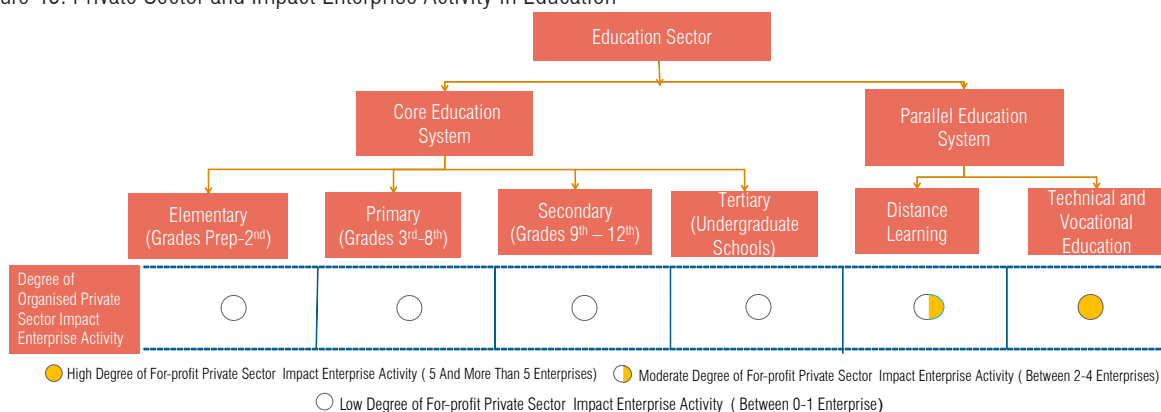 Education Sector
Core Education
System
Parallel Education
System
Elementary
(Grades Prep-2nd)
Primary
(Grades 3rd-8th)
Secondary
(Grades 9th – 12th)
Tertiary
(Undergraduate
Schools)
Distance
Learning
Technical and
Vocational
Education
Degree of
Organised Private
Sector Impact
Enterprise Activity
High Degree of For-profit Private Sector Impact Enterprise Activity ( 5 And More Than 5 Enterprises)
Moderate Degree of For-profit Private Sector Impact Enterprise Activity ( Between 2-4 Enterprises)
Low Degree of For-profit Private Sector Impact Enterprise Activity ( Between 0-1 Enterprise)